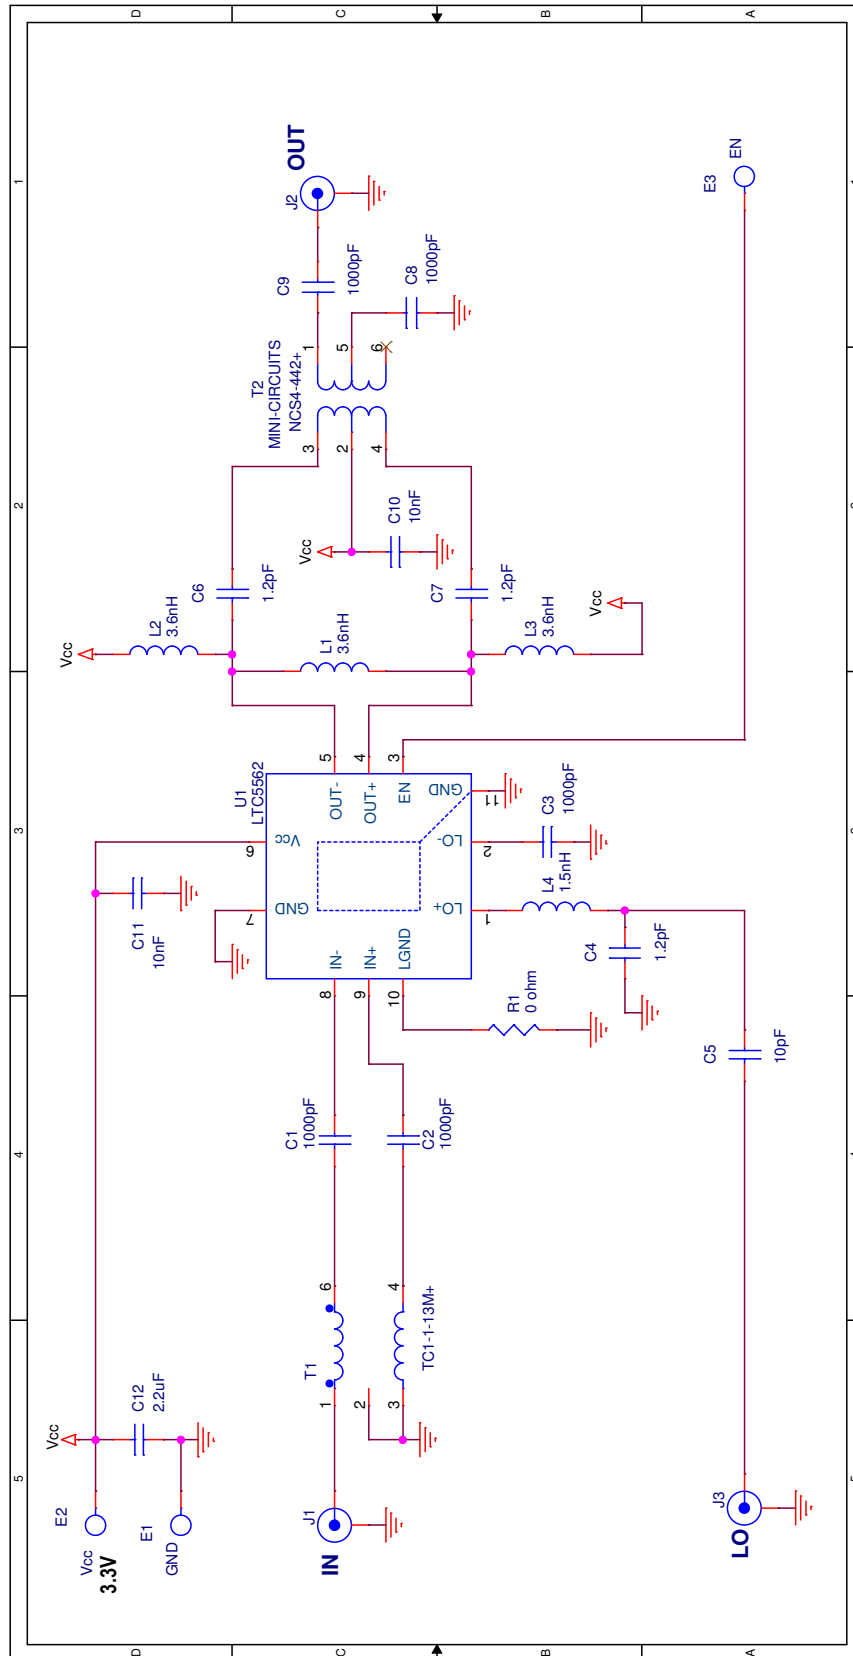 5
4
3
2
1
D
D
E2
Vcc
3.3V
E1
GND
Vcc
C12
2.2uF
C11
10nF
Vcc
L2
3.6nH
C6
1.2pF
L1
3.6nH
C7
1.2pF
L3
3.6nH
Vcc
Vcc
C10
10nF
T2
MINI-CIRCUITS
NCS4-442+
3
2
4
1
5
6
C9
1000pF
C8
1000pF
J2
OUT
C
C
IN
J1
T1
1
2
3
6
4
TC1-1-13M+
C1
1000pF
C2
1000pF
U1
LTC5562
8
9
10
IN-
IN+
LGND
7
GND
6
Vcc
5
4
3
OUT-
OUT+
EN
1
LO+
2
LO-
11
GND
R1
0 ohm
L4
1.5nH
C3
1000pF
C4
1.2pF
B
B
C5
10pF
LO
J3
E3
EN
A
A
5
4
3
2
1